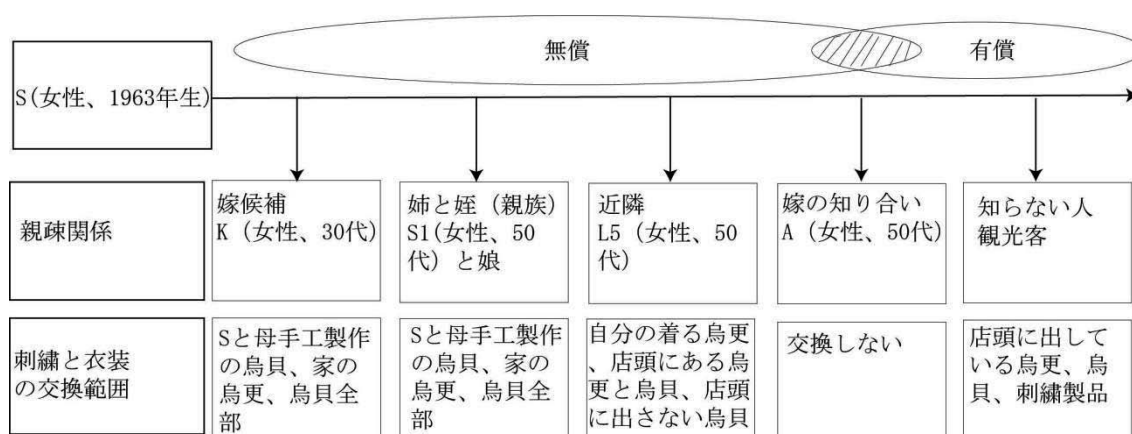 無償
有償
S(女性、1963年生)
親疎関係
嫁候補
K (女性、30代)
姉と姪 (親族)
S1(女性、50
代) と娘
近隣
L5 (女性、50
代)
嫁の知り合い
A (女性、50代)
知らない人
観光客
刺繍と衣装
の交換範囲
Sと母手工製作
の烏貝、家の
烏更、烏貝全
部
Sと母手工製作
の烏貝、家の
烏更、烏貝全
部
自分の着る烏更
、店頭にある烏
更と烏貝、店頭
に出さない烏貝
交換しない
店頭に出して
いる烏更、烏
貝、刺繍製品